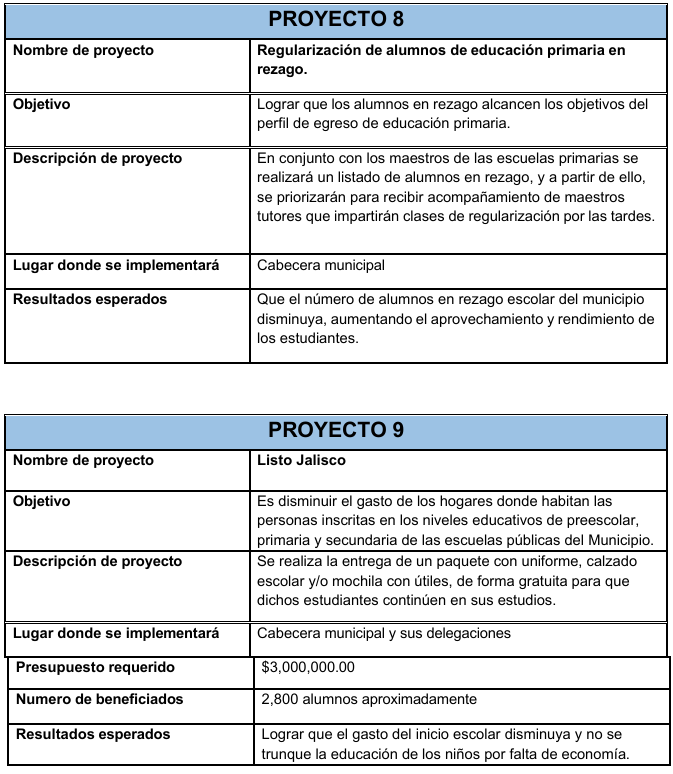 PROYECTO 8
Nombre de proyecto
Regularización de alumnos de educación primaria en
rezago.
Objetivo
Lograr que los alumnos en rezago alcancen los objetivos del
perfil de egreso de educación primaria.
Descripción de proyecto
En conjunto con los maestros de las escuelas primarias se
realizará un listado de alumnos en rezago, y a partir de ello,
se priorizarán para recibir acompañamiento de maestros
tutores que impartirán clases de regularización por las tardes.
Lugar donde se implementará
Cabecera municipal
Resultados esperados
Que el número de alumnos en rezago escolar del municipio
disminuya, aumentando el aprovechamiento y rendimiento de
los estudiantes.
PROYECTO 9
Nombre de proyecto
Listo Jalisco
Objetivo
Es disminuir el gasto de los hogares donde habitan las
personas inscritas en los niveles educativos de preescolar,
primaria y secundaria de las escuelas públicas del Municipio.
Descripción de proyecto
Se realiza la entrega de un paquete con uniforme, calzado
escolar y/o mochila con útiles, de forma gratuita para que
dichos estudiantes continúen en sus estudios.
Lugar donde se implementará
Cabecera municipal y sus delegaciones
Presupuesto requerido
$3,000,000.00
Numero de beneficiados
2,800 alumnos aproximadamente
Resultados esperados
Lograr que el gasto del inicio escolar disminuya y no se
trunque la educación de los niños por falta de economía.